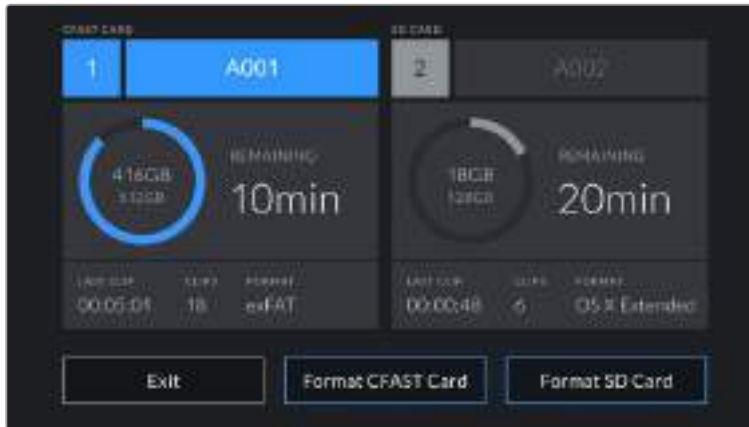 CFAST CARD
1
A001
416GB
512GB
REMAINING
10min
LAST CLIP
CLIPS
FORMAT
00:05:01
18
exFAT
SD CARD
2
A002
18GB
128GB
REMAINING
20min
LAST CLIP
CLIPS
FORMAT
00:00:48
6
OS X Extended
Exit
Format CFAST Card
Format SD Card